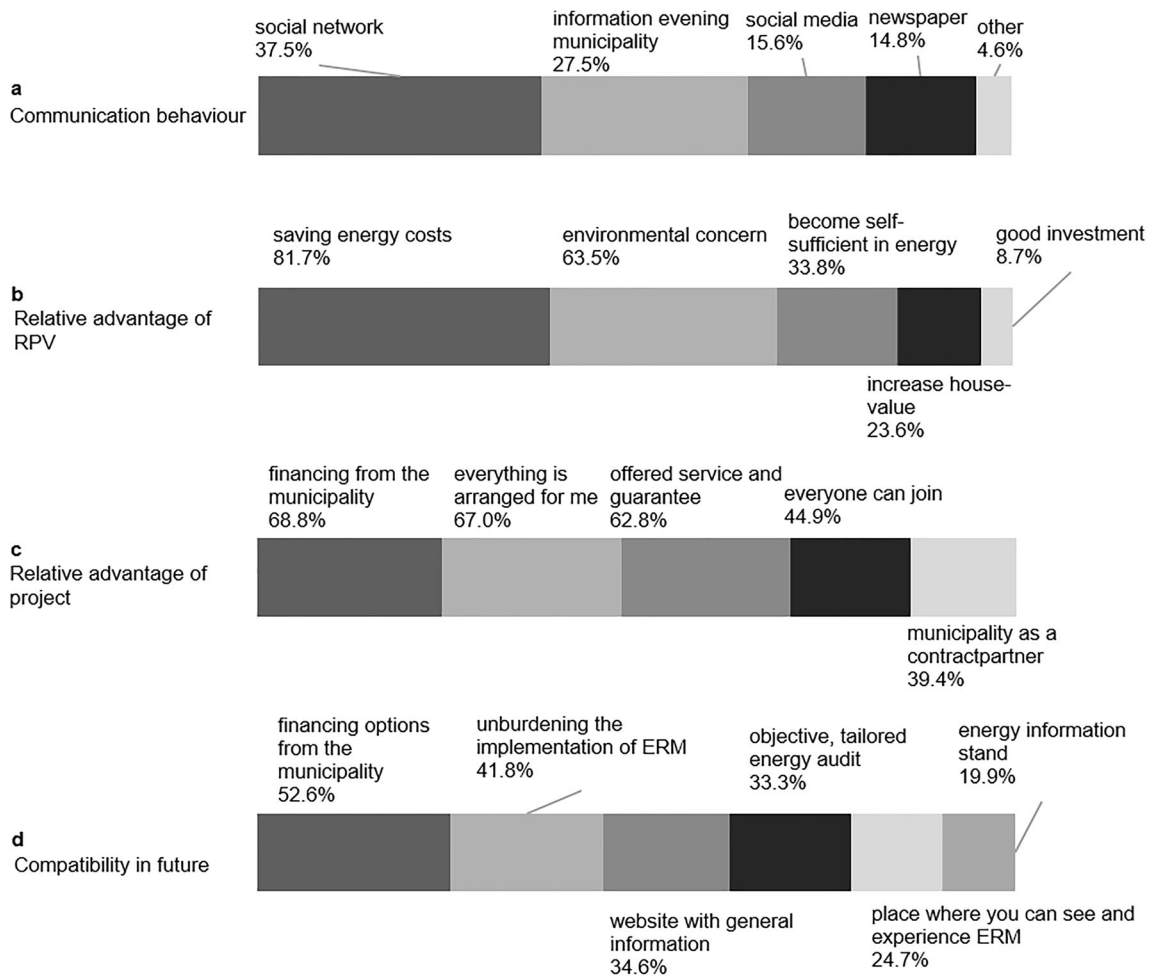 social network
37.5%
information evening
municipality
27.5%
social media
15.6%
newspaper
14.8%
other
4.6%
a
Communication behaviour
saving energy costs
81.7%
environmental concern
63.5%
become self-
sufficient in energy
33.8%
good investment
8.7%
b
Relative advantage of
RPV
increase house-
value
23.6%
financing from the
municipality
68.8%
everything is
arranged for me
67.0%
offered service and
guarantee
62.8%
everyone can join
44.9%
c
Relative advantage of
project
municipality as a
contractpartner
39.4%
financing options
from the
municipality
52.6%
unburdening the
implementation of ERM
41.8%
objective, tailored
energy audit
33.3%
energy information
stand
19.9%
d
Compatibility in future
website with general
information
34.6%
place where you can see and
experience ERM
24.7%